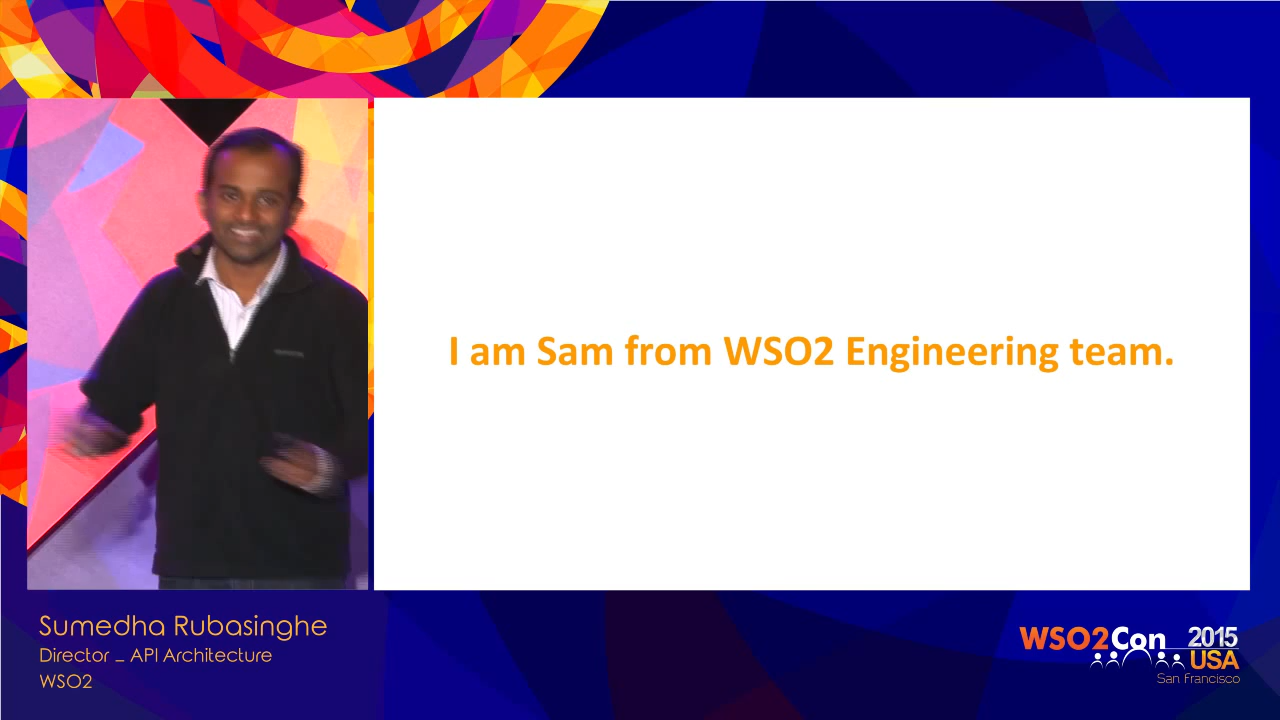 I am Sam from WSO2 Engineering team.
Sumedha Rubasinghe
Director _ API Architecture
WSO2
WSO2Con 2015
USA
San Francisco